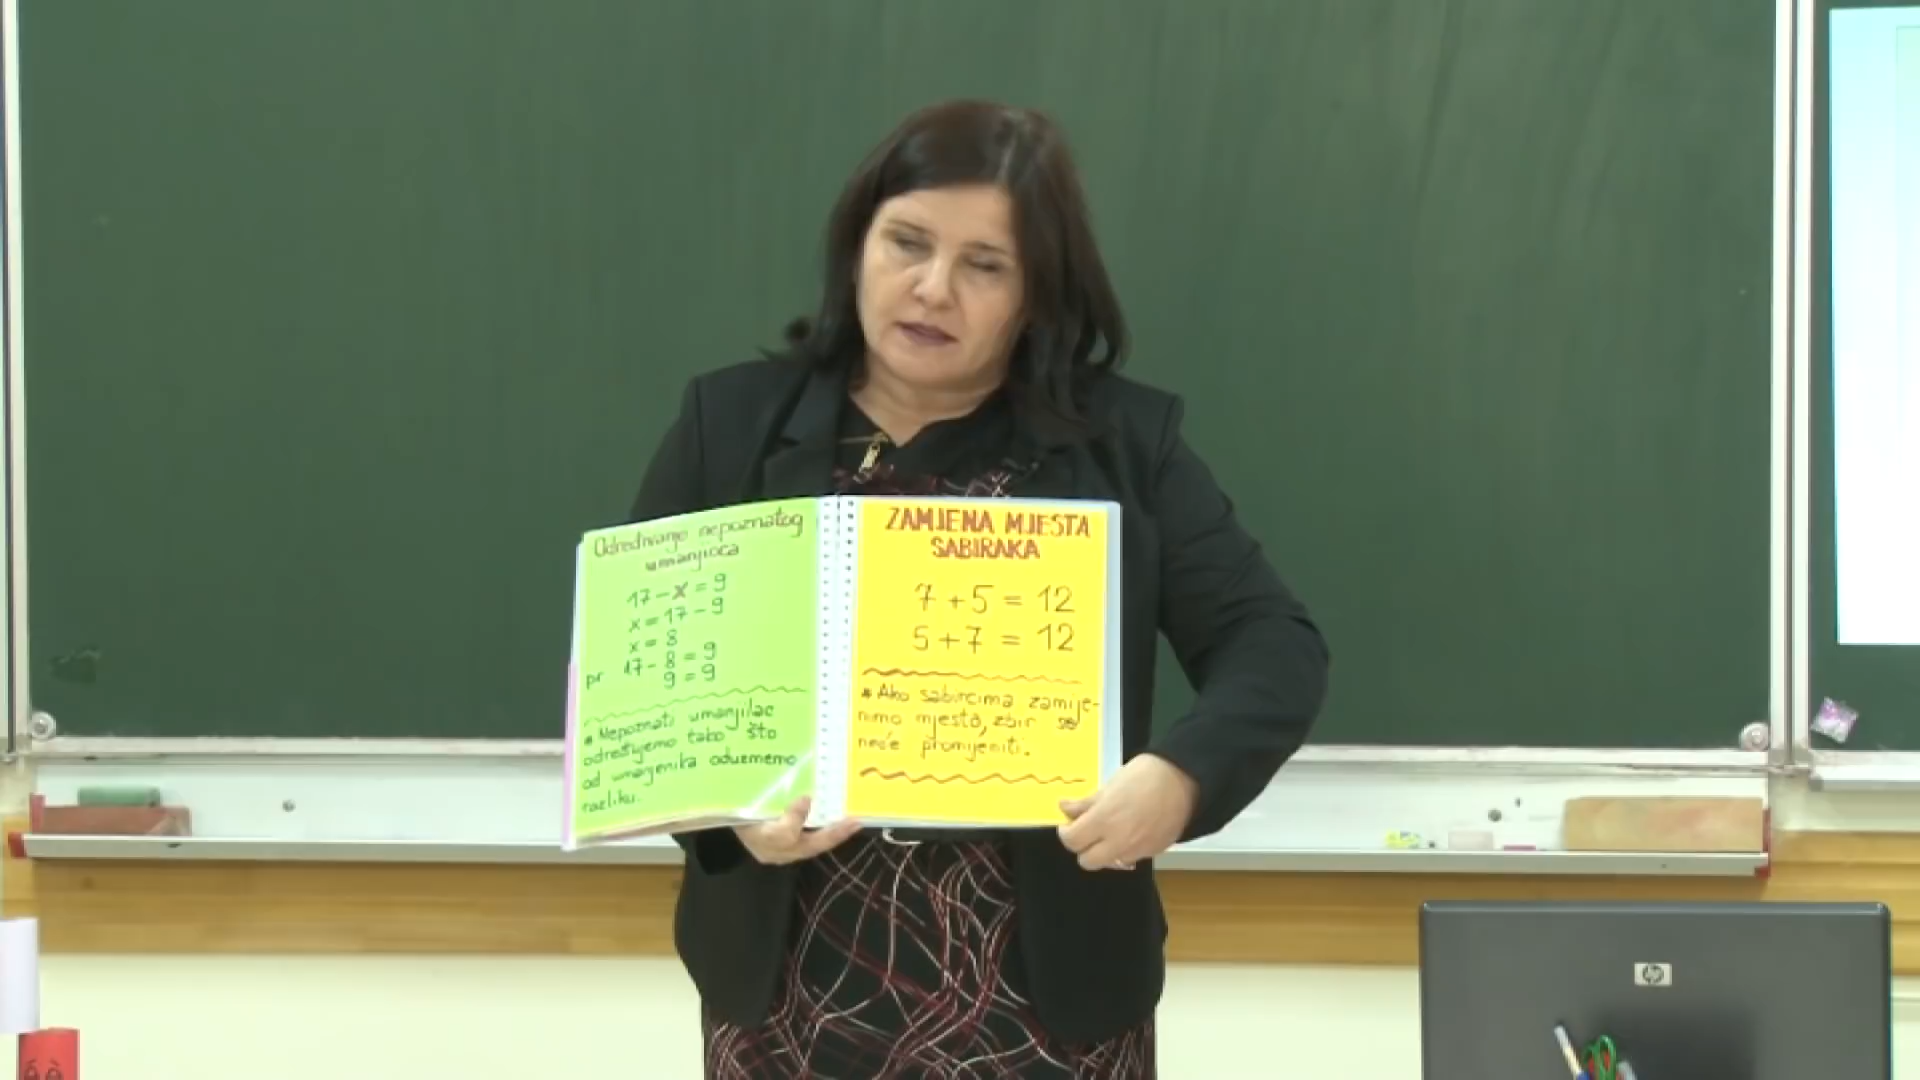 Određivanje nepoznatog
umanjioca
17 - x = 9
x = 17 - 9
x = 8
pr 17 - 8 = 9
9 = 9
* Nepoznati umanjilac
određujemo tako što
od umanjenika oduzmemo
razliku.
ZAMJENA MJESTA
SABIRAKA
7 + 5 = 12
5 + 7 = 12
* Ako sabircima zamije-
nimo mjesta, zbir se
neće promijeniti.
hp